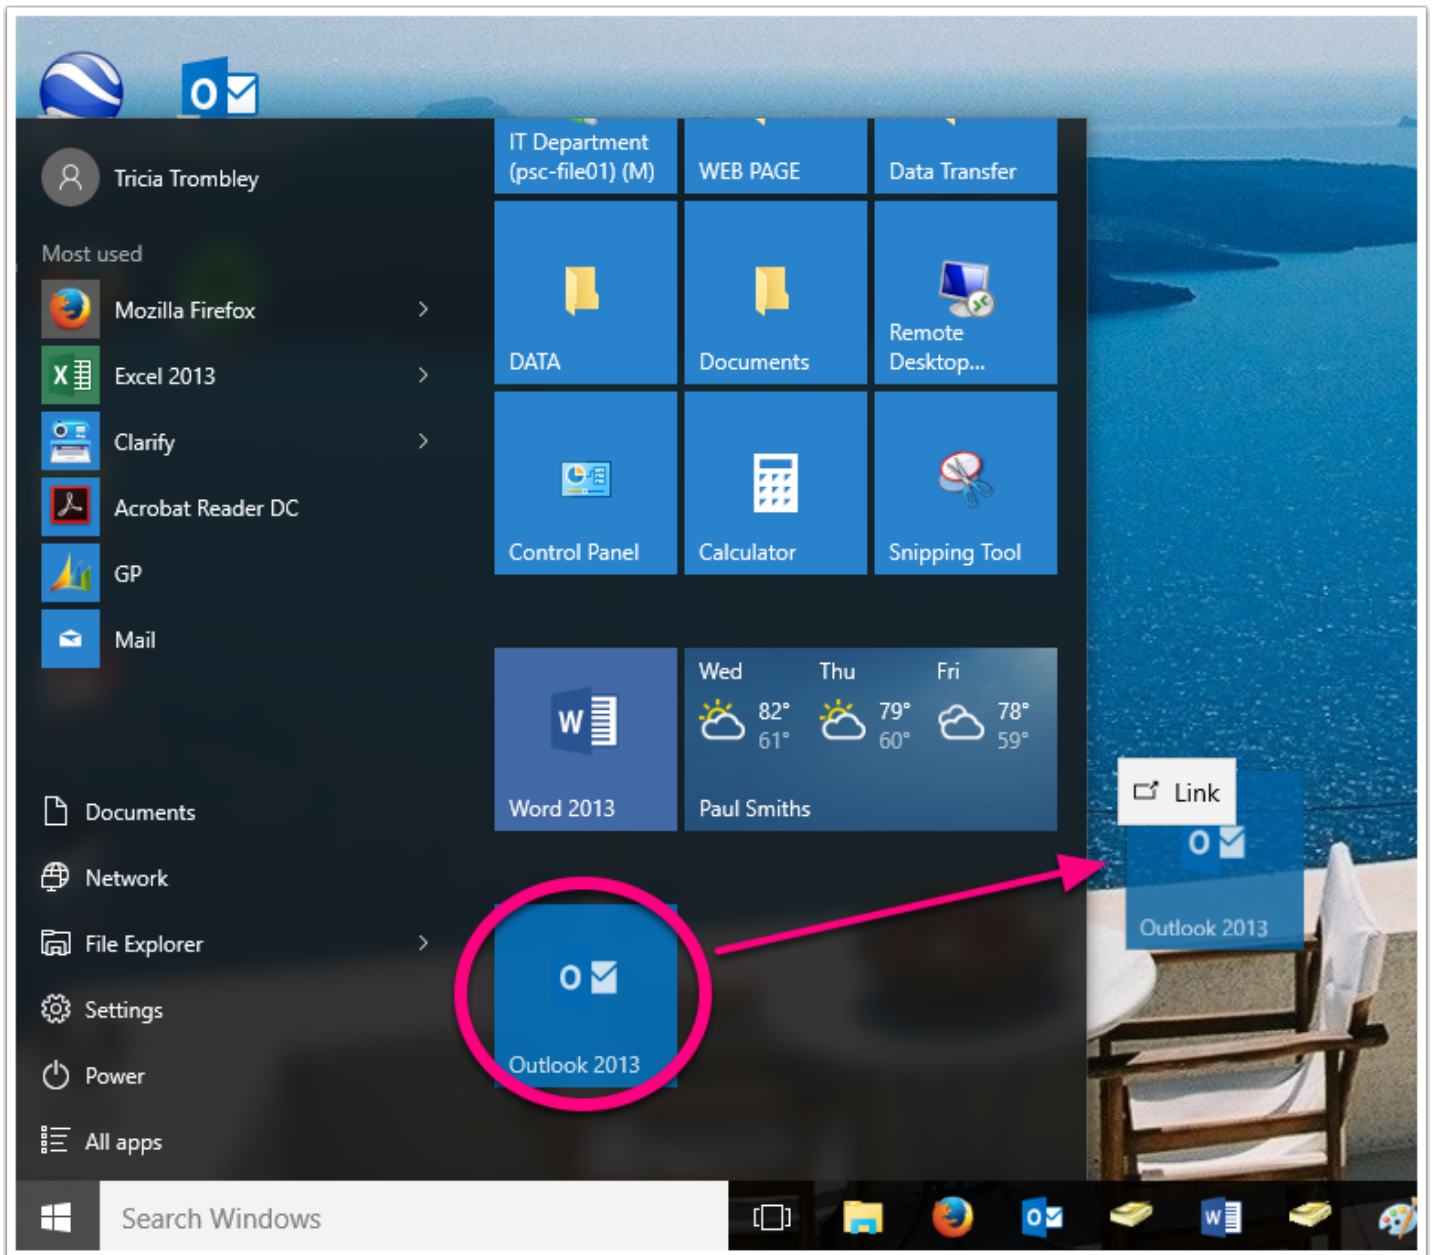 Tricia Trombley
Most used
Mozilla Firefox
Excel 2013
Clarify
Acrobat Reader DC
GP
Mail
Documents
Network
File Explorer
Settings
Power
All apps
IT Department
(psc-file01) (M)
WEB PAGE
Data Transfer
DATA
Documents
Remote
Desktop...
Control Panel
Calculator
Snipping Tool
Word 2013
Wed Thu Fri
82° 79° 78°
61° 60° 59°
Paul Smiths
Outlook 2013
Link
Outlook 2013
Search Windows